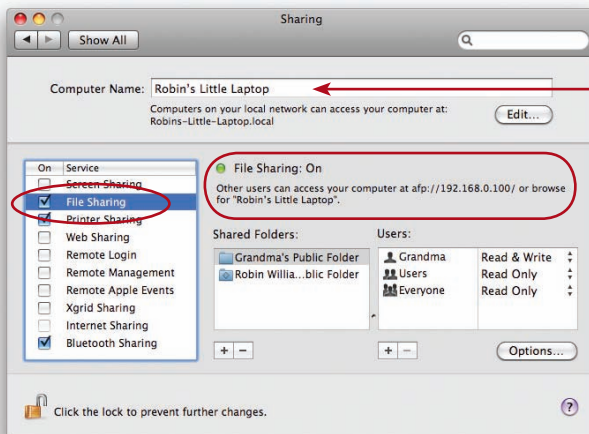 Sharing
Show All
Computer Name: Robin's Little Laptop
Computers on your local network can access your computer at:
Robins-Little-Laptop.local
Edit...
On Service
Screen Sharing
File Sharing
Printer Sharing
Web Sharing
Remote Login
Remote Management
Remote Apple Events
Xgrid Sharing
Internet Sharing
Bluetooth Sharing
File Sharing: On
Other users can access your computer at afp://192.168.0.100/ or browse
for "Robin's Little Laptop".
Shared Folders:
Grandma's Public Folder
Robin Willia...blic Folder
+ −
Users:
Grandma Read & Write
Users Read Only
Everyone Read Only
+ −
Options...
Click the lock to prevent further changes.
?